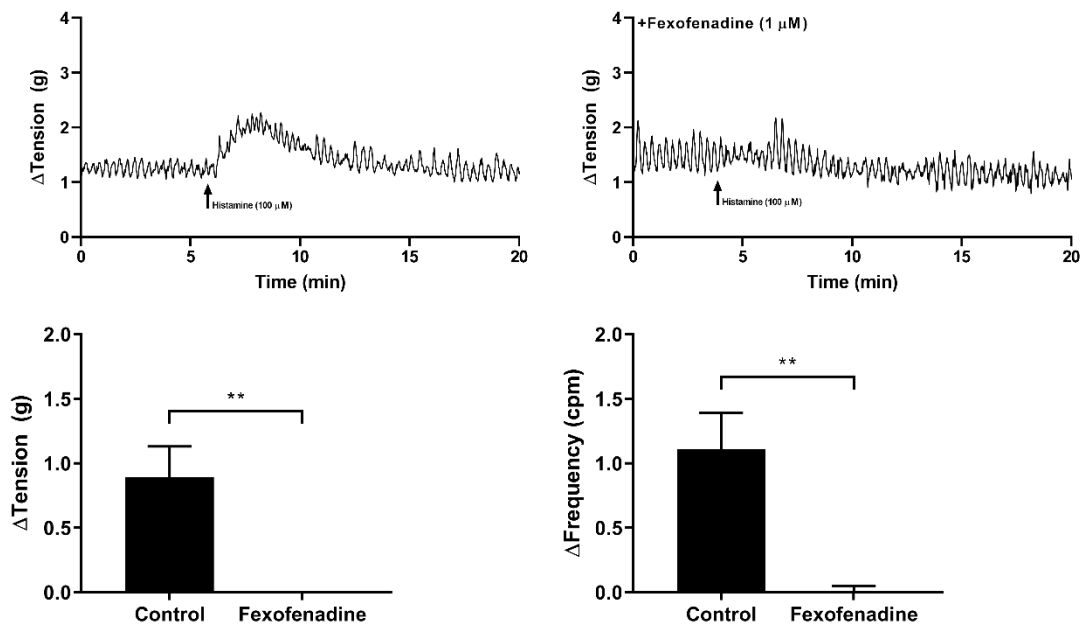 4
3
2
1
0
ΔTension (g)
Histamine (100 μM)
0 5 10 15 20
Time (min)
+Fexofenadine (1 μM)
4
3
2
1
0
ΔTension (g)
Histamine (100 μM)
0 5 10 15 20
Time (min)
2.0
1.5
1.0
0.5
0.0
ΔTension (g)
**
Control Fexofenadine
2.0
1.5
1.0
0.5
0.0
ΔFrequency (cpm)
**
Control Fexofenadine